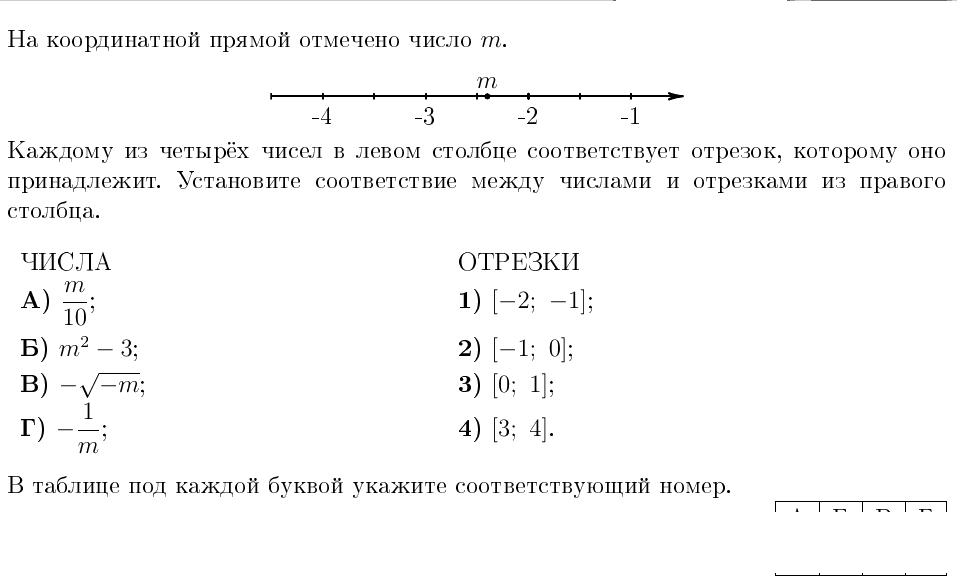 На координатной прямой отмечено число m.
m
-4 -3 -2 -1
Каждому из четырёх чисел в левом столбце соответствует отрезок, которому оно
принадлежит. Установите соответствие между числами и отрезками из правого
столбца.
ЧИСЛА ОТРЕЗКИ
А) m/10; 1) [−2; −1];
Б) m² − 3; 2) [−1; 0];
В) −√−m; 3) [0; 1];
Г) −1/m; 4) [3; 4].
В таблице под каждой буквой укажите соответствующий номер.